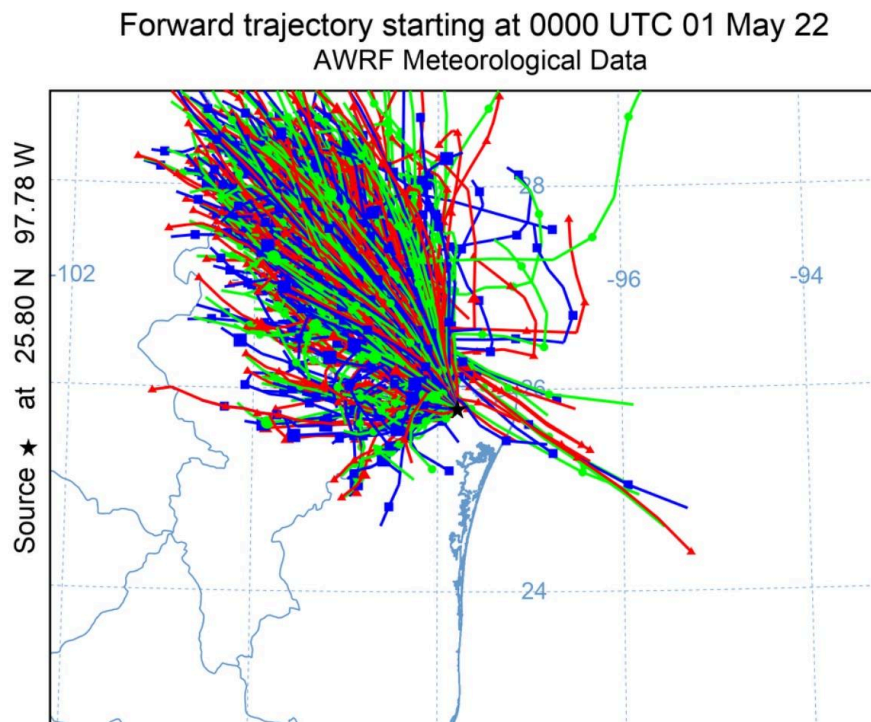 Forward trajectory starting at 0000 UTC 01 May 22
AWRF Meteorological Data
Source ★ at 25.80 N 97.78 W
28
-102
-96
-94
26
24